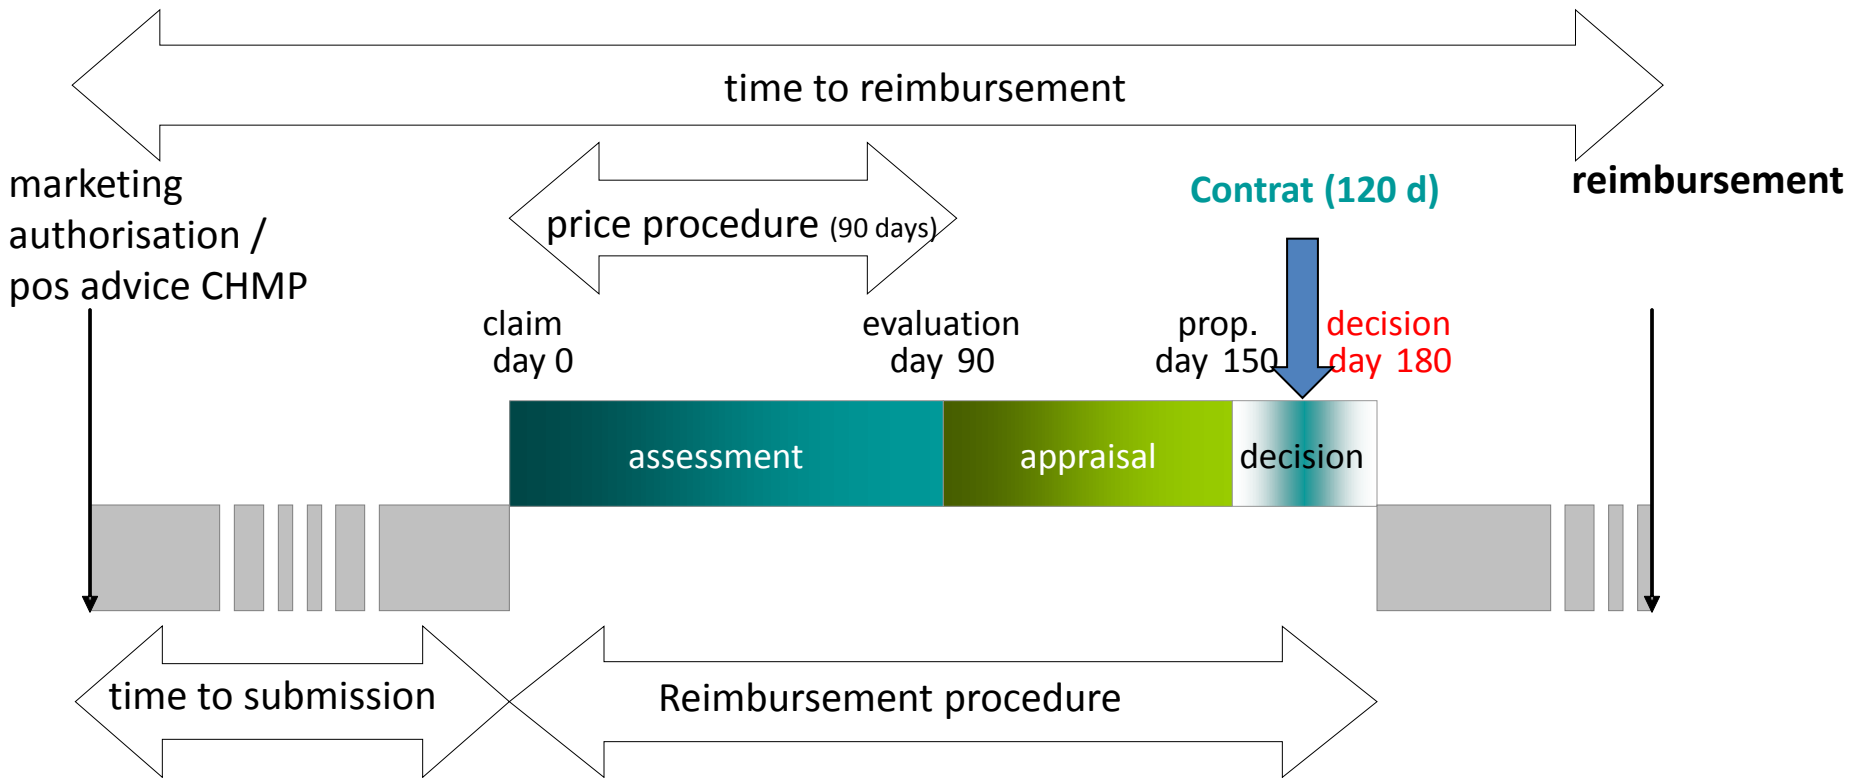 time to reimbursement
marketing
authorisation /
pos advice CHMP
price procedure (90 days)
Contrat (120 d)
reimbursement
claim
day 0
evaluation
day 90
prop.
day 150
decision
day 180
assessment
appraisal
decision
time to submission
Reimbursement procedure